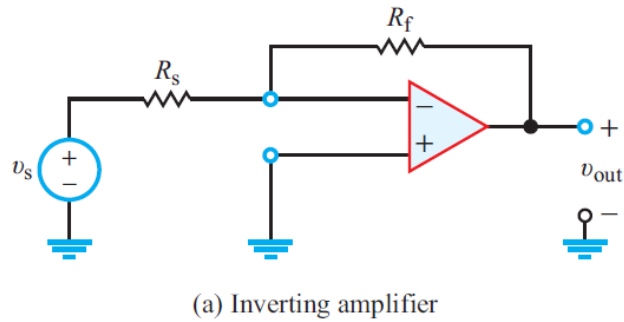 Rf
Rs
−
+
+
+
−
vs
vout
−
(a) Inverting amplifier